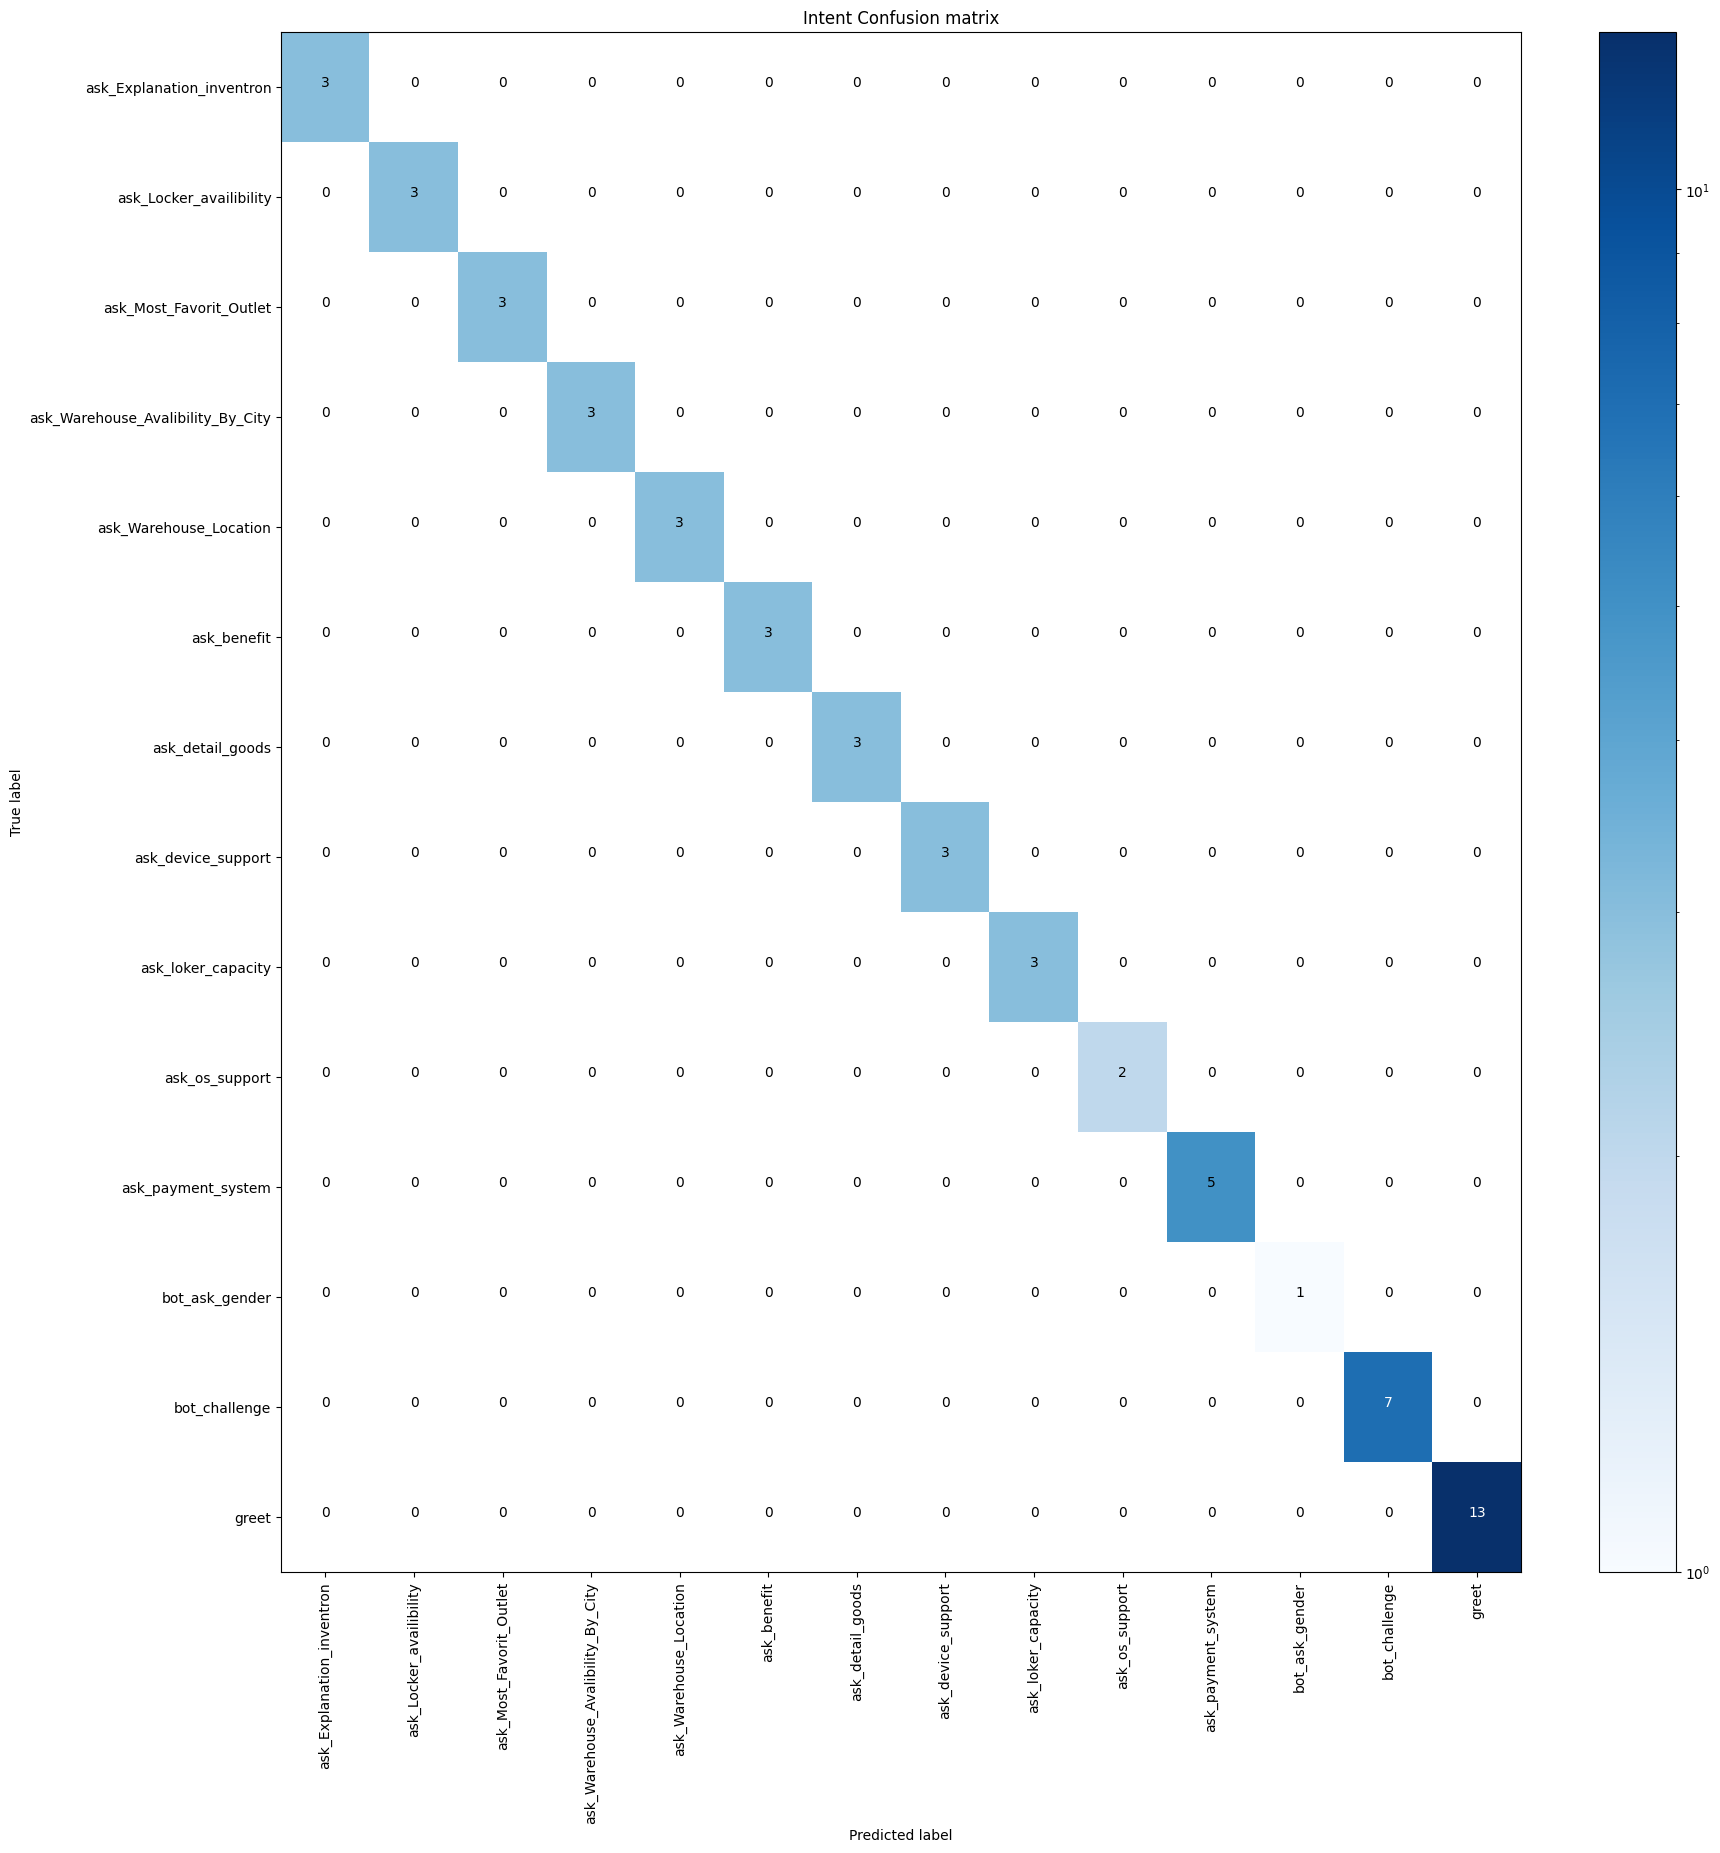 Intent Confusion matrix
ask_Explanation_inventron 3 0 0 0 0 0 0 0 0 0 0 0 0 0
ask_Locker_availibility 0 3 0 0 0 0 0 0 0 0 0 0 0 0
ask_Most_Favorit_Outlet 0 0 3 0 0 0 0 0 0 0 0 0 0 0
ask_Warehouse_Avalibility_By_City 0 0 0 3 0 0 0 0 0 0 0 0 0 0
ask_Warehouse_Location 0 0 0 0 3 0 0 0 0 0 0 0 0 0
ask_benefit 0 0 0 0 0 3 0 0 0 0 0 0 0 0
ask_detail_goods 0 0 0 0 0 0 3 0 0 0 0 0 0 0
ask_device_support 0 0 0 0 0 0 0 3 0 0 0 0 0 0
ask_loker_capacity 0 0 0 0 0 0 0 0 3 0 0 0 0 0
ask_os_support 0 0 0 0 0 0 0 0 0 2 0 0 0 0
ask_payment_system 0 0 0 0 0 0 0 0 0 0 5 0 0 0
bot_ask_gender 0 0 0 0 0 0 0 0 0 0 0 1 0 0
bot_challenge 0 0 0 0 0 0 0 0 0 0 0 0 7 0
greet 0 0 0 0 0 0 0 0 0 0 0 0 0 13
True label
ask_Explanation_inventron
ask_Locker_availibility
ask_Most_Favorit_Outlet
ask_Warehouse_Avalibility_By_City
ask_Warehouse_Location
ask_benefit
ask_detail_goods
ask_device_support
ask_loker_capacity
ask_os_support
ask_payment_system
bot_ask_gender
bot_challenge
greet
Predicted label
10¹
10⁰